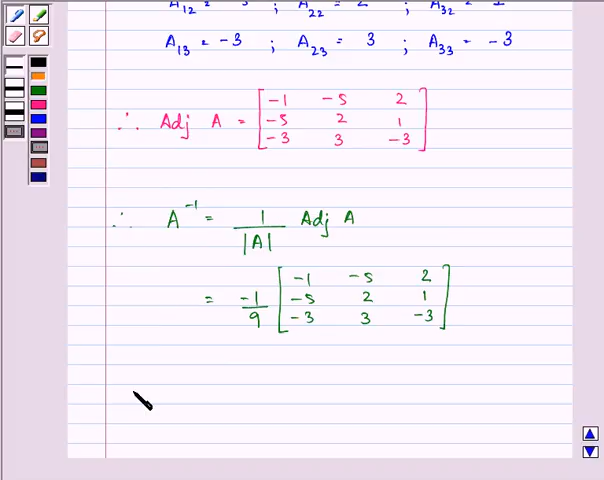 A₁₃ = -3 ; A₂₃ = 3 ; A₃₃ = -3
∴ Adj A = [ -1 -5 2
-5 2 1
-3 3 -3 ]
∴ A⁻¹ = 1/|A| Adj A
= -1/9 [ -1 -5 2
-5 2 1
-3 3 -3 ]